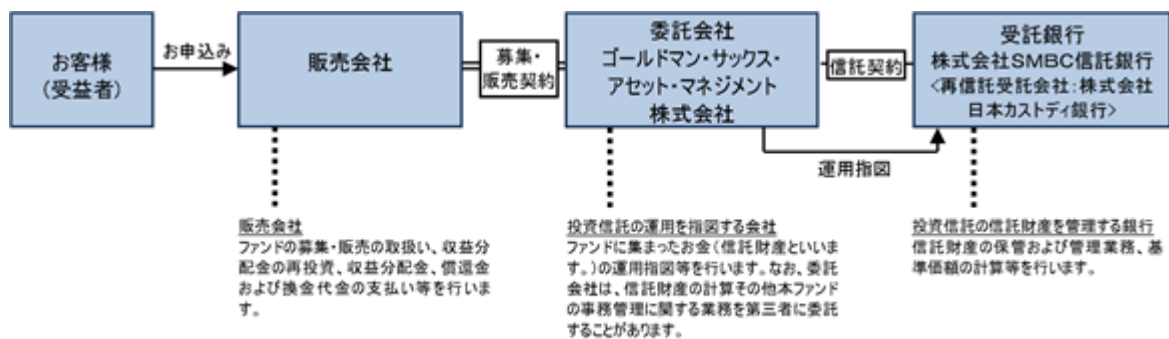 お客様
(受益者)
お申込み
販売会社
募集・
販売契約
委託会社
ゴールドマン・サックス・
アセット・マネジメント
株式会社
信託契約
受託銀行
株式会社SMBC信託銀行
<再信託受託会社:株式会社
日本カストディ銀行>
運用指図
販売会社
ファンドの募集・販売の取扱い、収益分
配金の再投資、収益分配金、償還金
および換金代金の支払い等を行いま
す。
投資信託の運用を指図する会社
ファンドに集まったお金(信託財産といいま
す。)の運用指図等を行います。なお、委託
会社は、信託財産の計算その他本ファンド
の事務管理に関する業務を第三者に委託
することがあります。
投資信託の信託財産を管理する銀行
信託財産の保管および管理業務、基
準価額の計算等を行います。